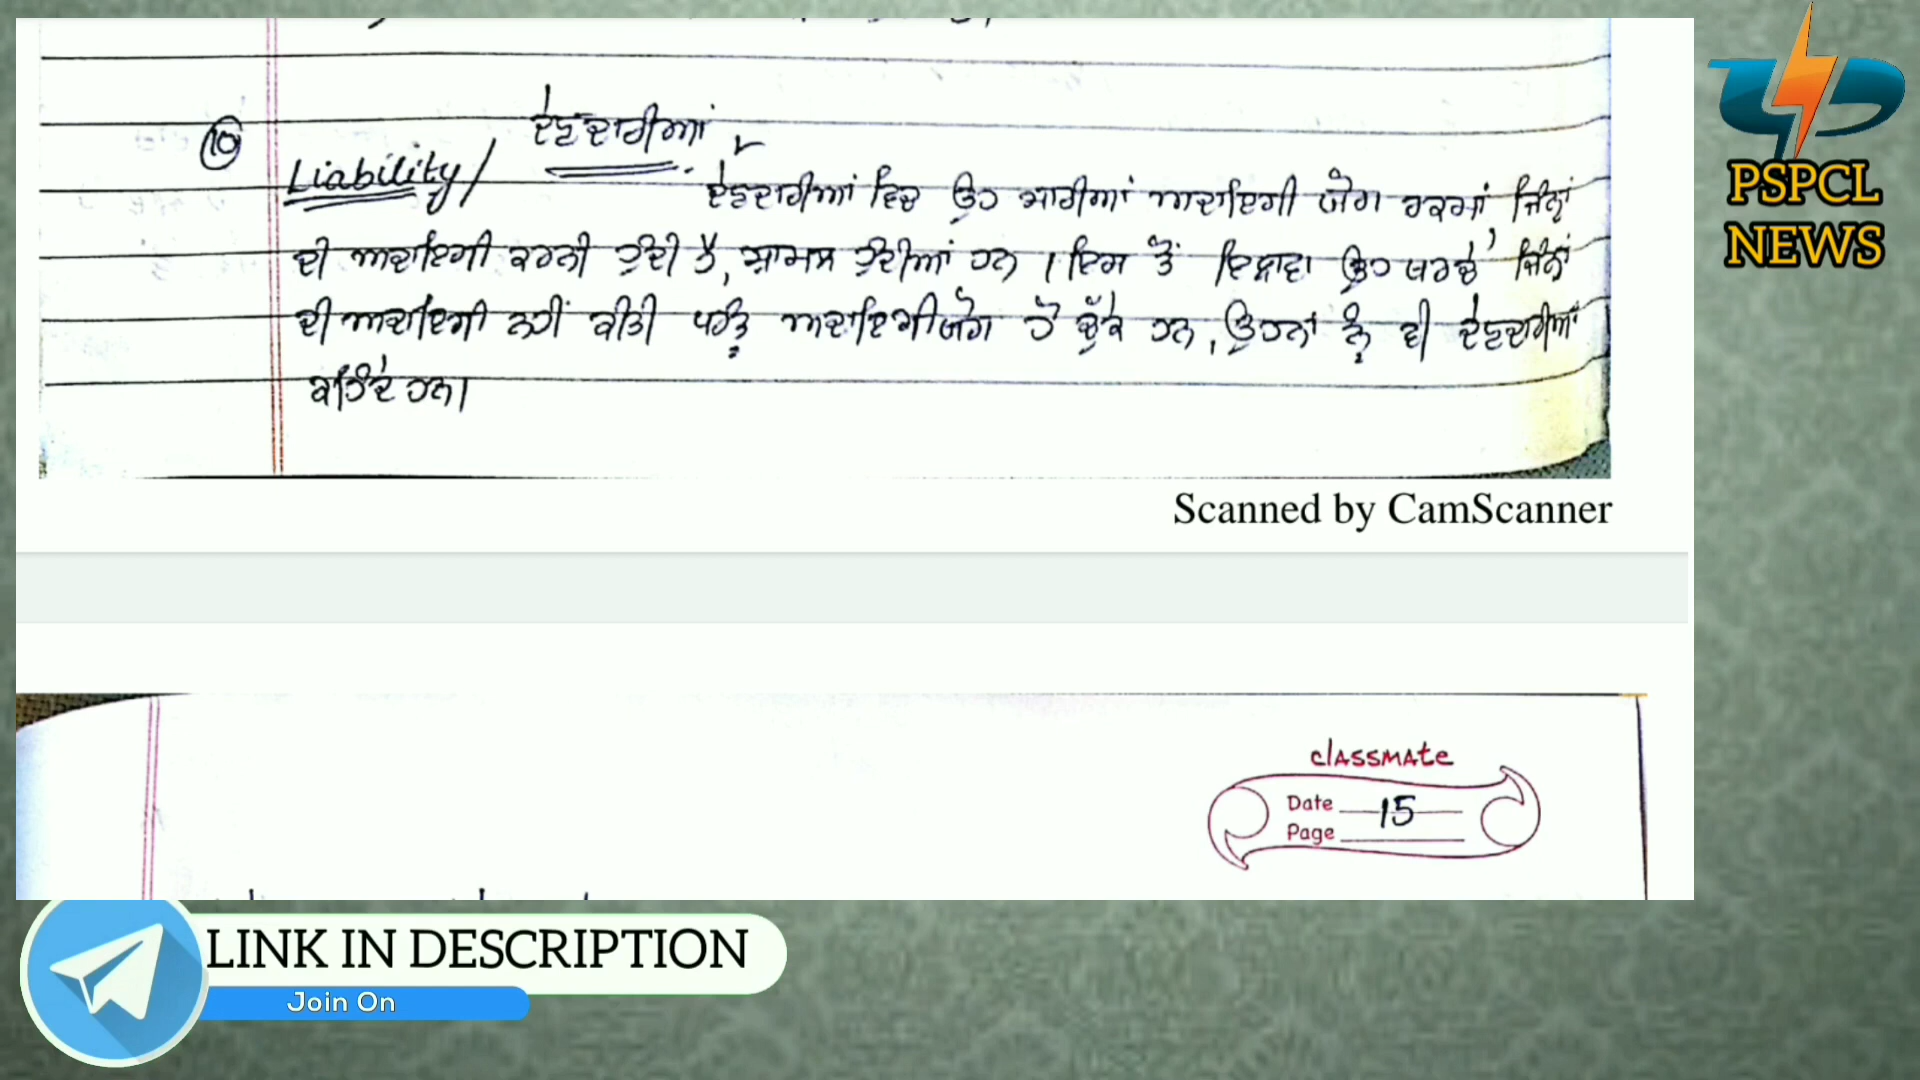 10
Liability/ ਦੇਣਦਾਰੀਆਂ
ਦੇਣਦਾਰੀਆਂ ਵਿਚ ਉਹ ਸਾਰੀਆਂ ਅਦਾਇਗੀ ਯੋਗ ਰਕਮਾਂ ਜਿੰਨਾਂ
ਦੀ ਅਦਾਇਗੀ ਕਰਨੀ ਹੁੰਦੀ ਹੈ, ਸ਼ਾਮਲ ਹੁੰਦੀਆਂ ਹਨ । ਇਸ ਤੋਂ ਇਲਾਵਾ ਉਹ ਖਰਚੇ ਜਿੰਨਾਂ
ਦੀ ਅਦਾਇਗੀ ਨਹੀਂ ਕੀਤੀ ਪਰੰਤੂ ਅਦਾਇਗੀਯੋਗ ਹੋ ਚੁੱਕੇ ਹਨ, ਉਹਨਾਂ ਨੂੰ ਵੀ ਦੇਣਦਾਰੀਆਂ
ਕਹਿੰਦੇ ਹਨ।
Scanned by CamScanner
classmate
Date 15
Page
PSPCL
NEWS
LINK IN DESCRIPTION
Join On